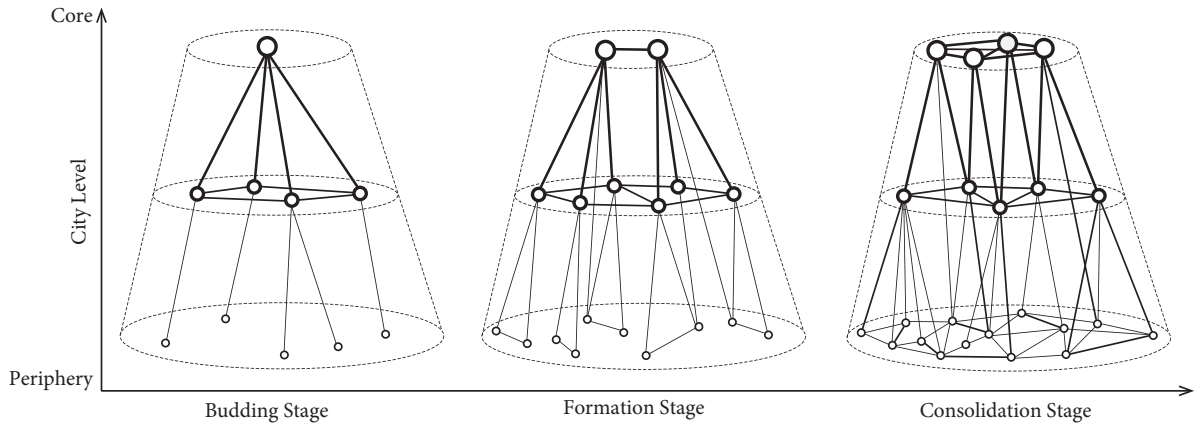 Core
City Level
Periphery
Budding Stage
Formation Stage
Consolidation Stage